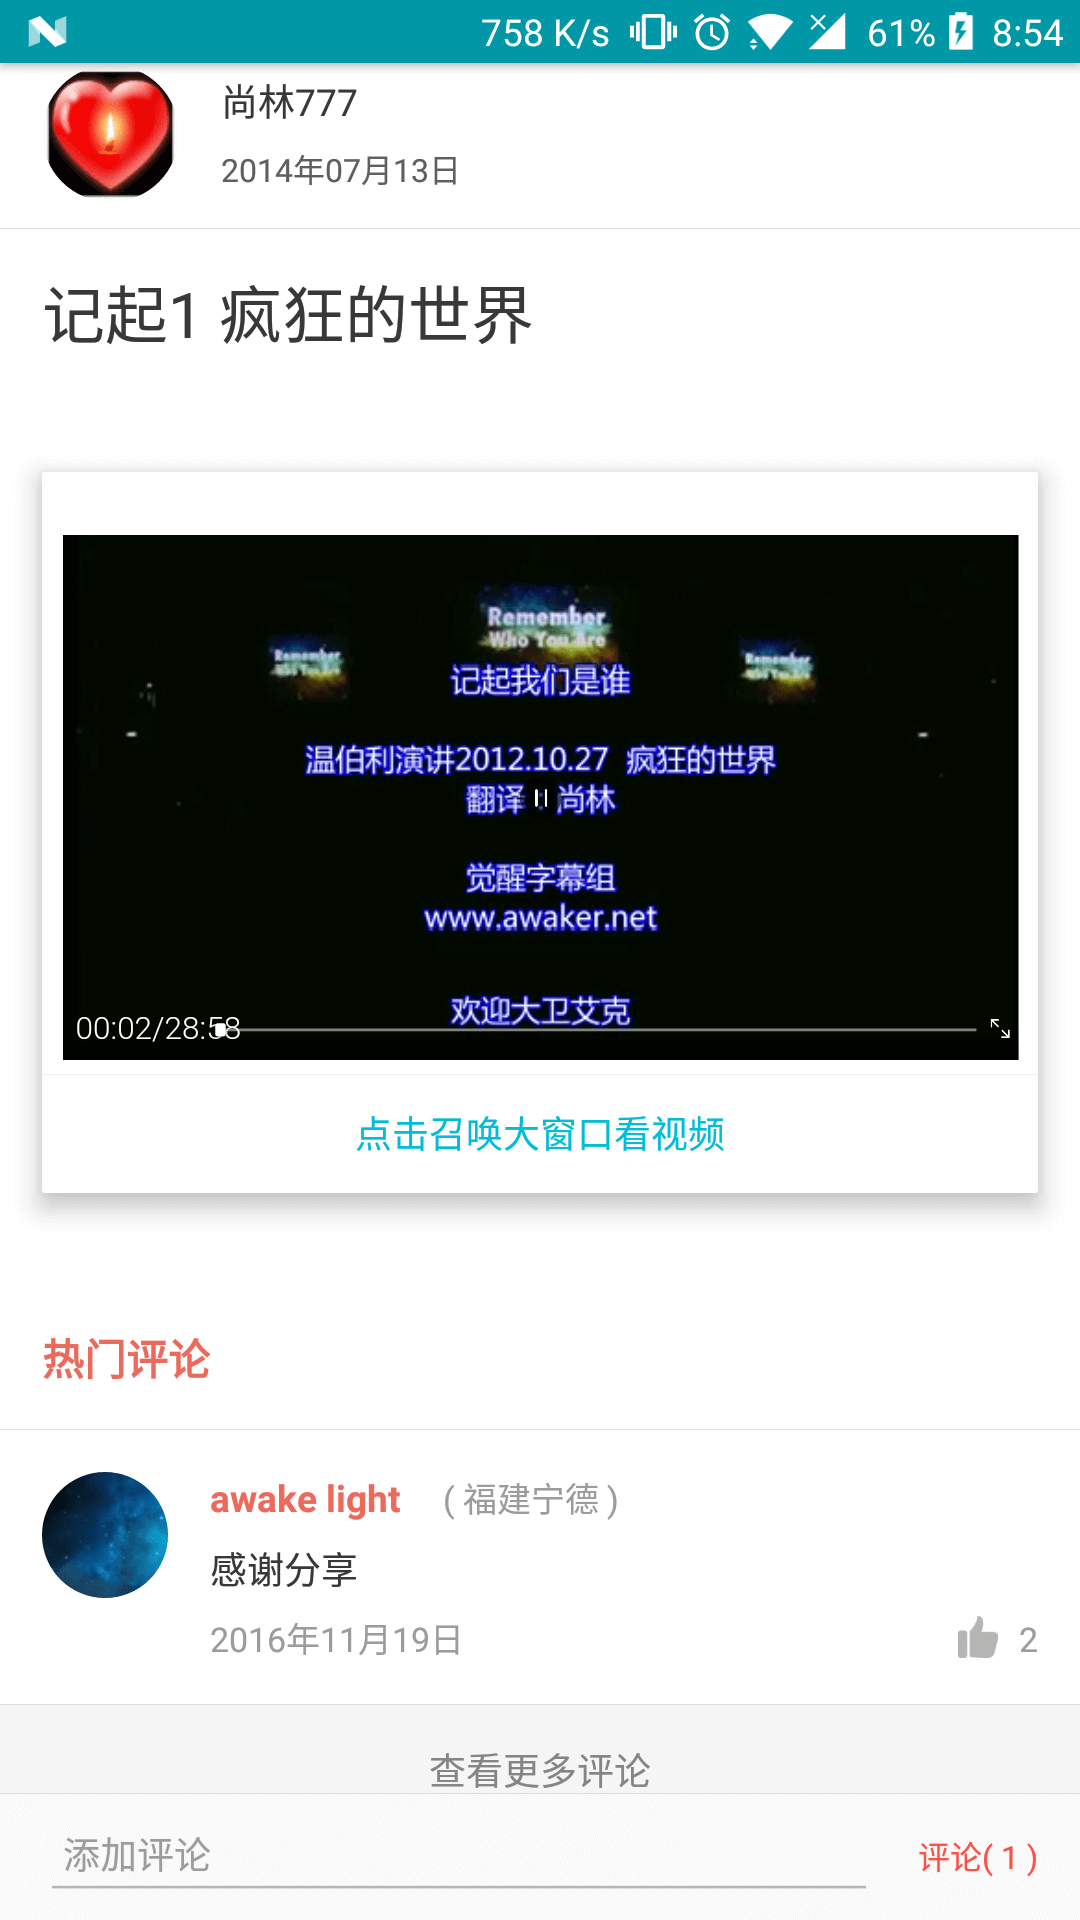 758 K/s 61% 8:54
尚林777
2014年07月13日
记起1 疯狂的世界
Remember
Who You Are
Remember
Who You Are
Remember
Who You Are
记起我们是谁
温伯利演讲2012.10.27 疯狂的世界
翻译 尚林
觉醒字幕组
www.awaker.net
欢迎大卫艾克
00:02/28:58
点击召唤大窗口看视频
热门评论
awake light ( 福建宁德 )
感谢分享
2016年11月19日 2
查看更多评论
添加评论 评论( 1 )